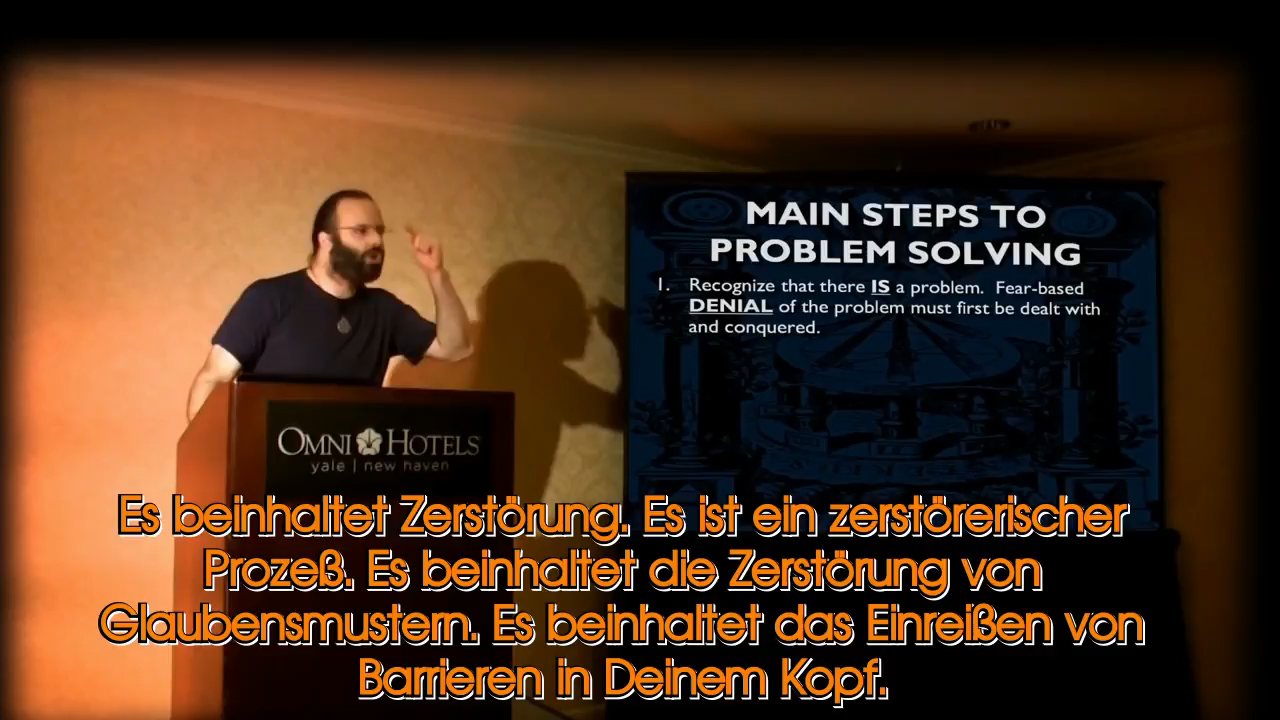 MAIN STEPS TO
PROBLEM SOLVING
1. Recognize that there IS a problem. Fear-based
DENIAL of the problem must first be dealt with
and conquered.
OMNI HOTELS
yale | new haven
Es beinhaltet Zerstörung. Es ist ein zerstörerischer
Prozeß. Es beinhaltet die Zerstörung von
Glaubensmustern. Es beinhaltet das Einreißen von
Barrieren in Deinem Kopf.